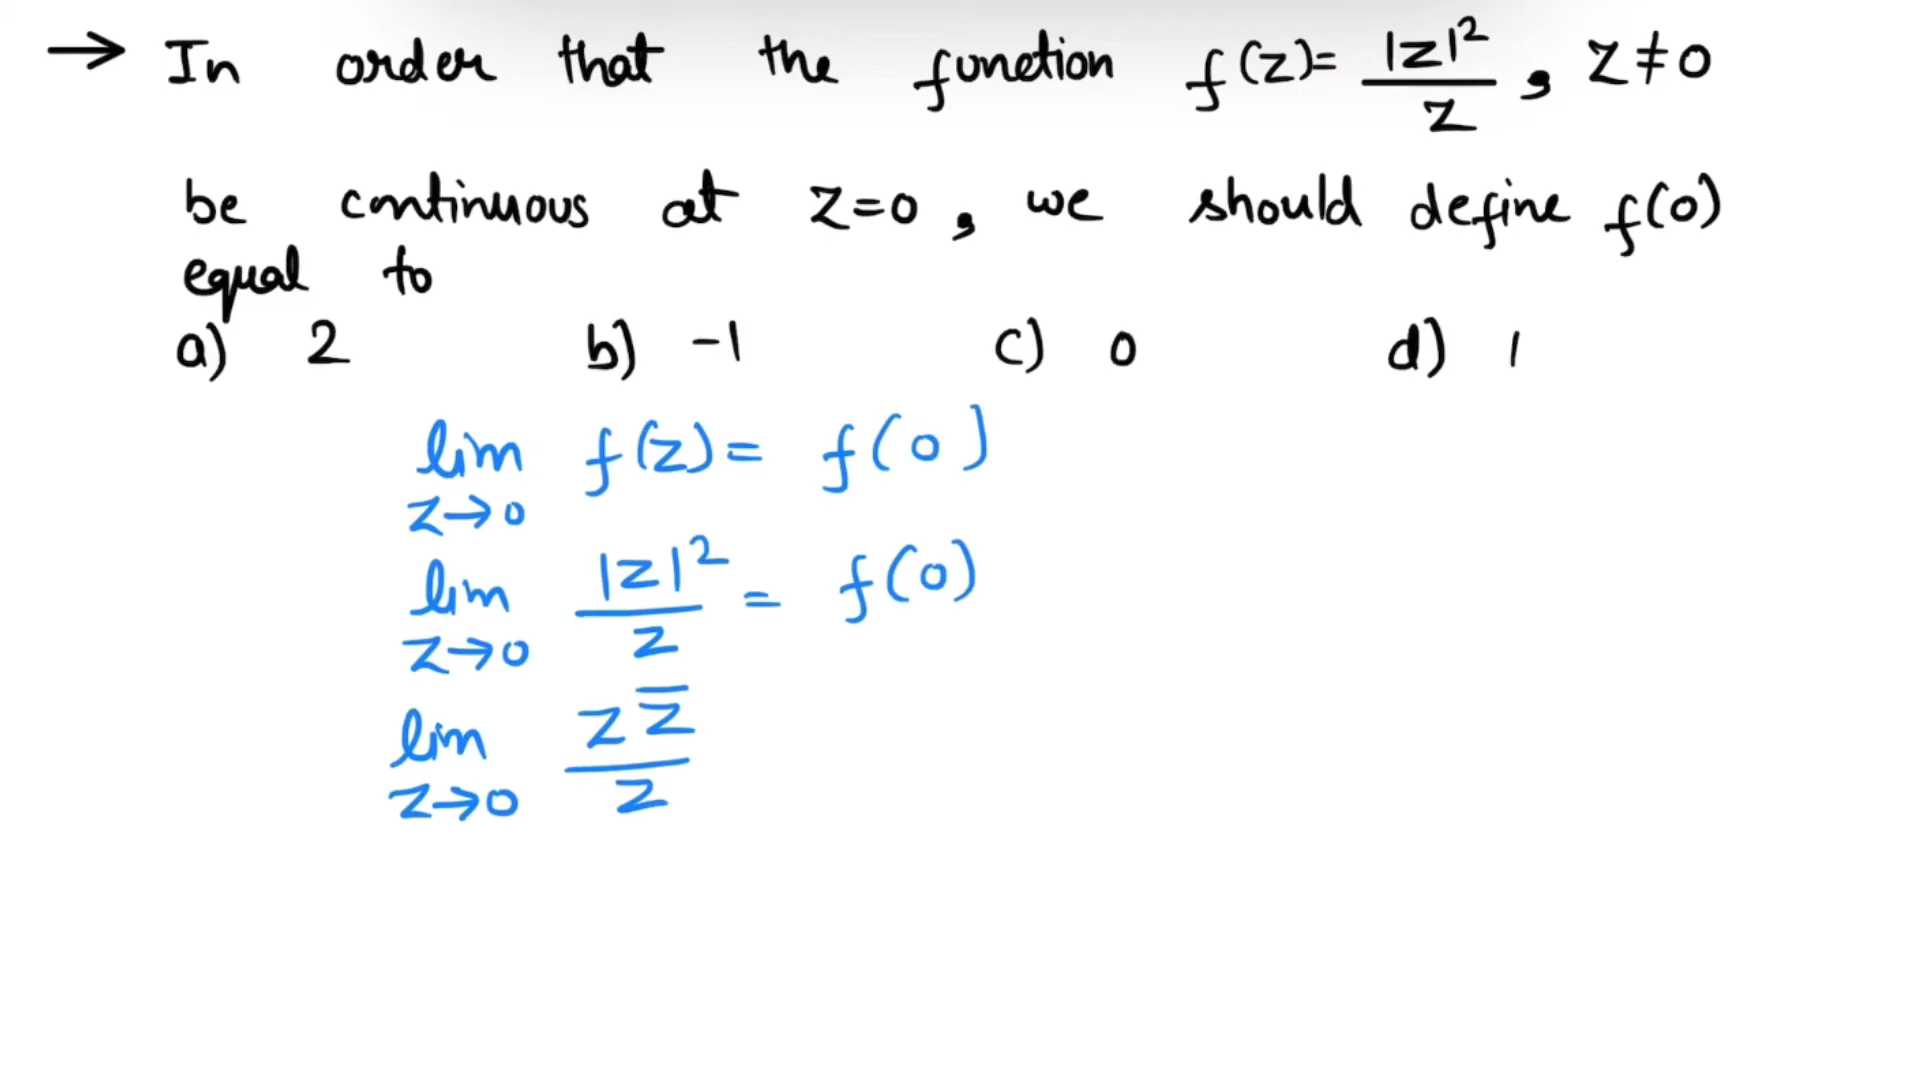 → In order that the function f(z)= |z|²/z , z≠0
be continuous at z=0 , we should define f(0)
equal to
a) 2 b) -1 c) 0 d) 1
lim z→0 f(z) = f(0)
lim z→0 |z|²/z = f(0)
lim z→0 z z̅/z